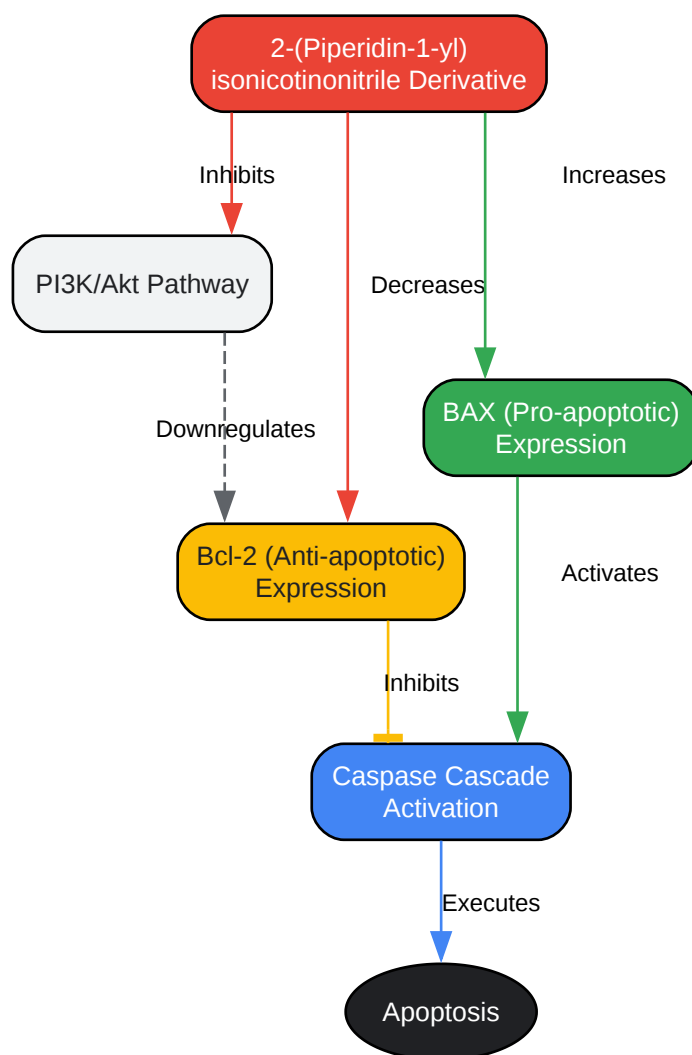 2-(Piperidin-1-yl)
isonicotinonitrile Derivative
Inhibits
Increases
PI3K/Akt Pathway
Decreases
BAX (Pro-apoptotic)
Expression
Downregulates
Bcl-2 (Anti-apoptotic)
Expression
Activates
Inhibits
Caspase Cascade
Activation
Executes
Apoptosis